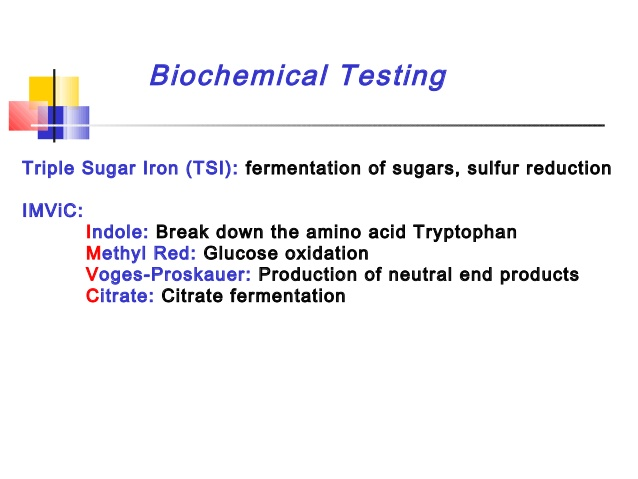 Biochemical Testing
Triple Sugar Iron (TSI): fermentation of sugars, sulfur reduction
IMViC:
Indole: Break down the amino acid Tryptophan
Methyl Red: Glucose oxidation
Voges-Proskauer: Production of neutral end products
Citrate: Citrate fermentation